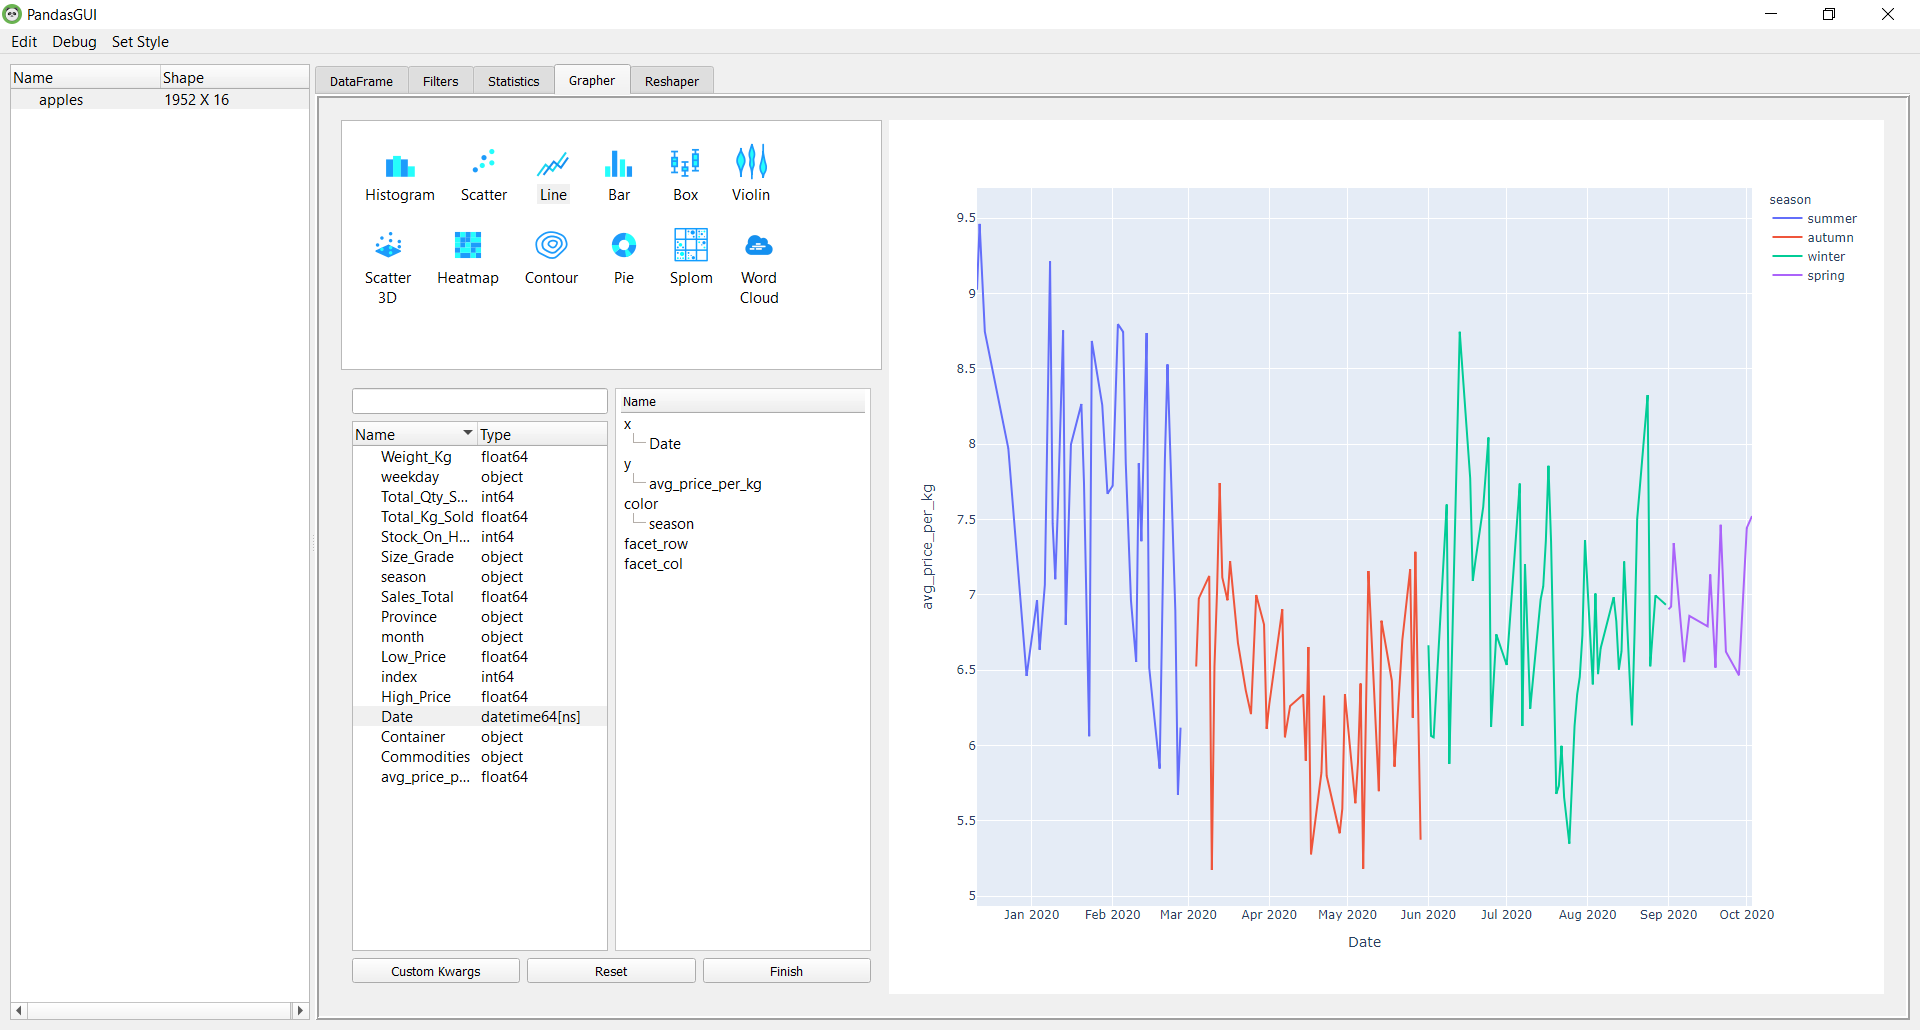 PandasGUI
Edit Debug Set Style
Name Shape
apples 1952 X 16
DataFrame Filters Statistics Grapher Reshaper
Histogram Scatter Line Bar Box Violin
Scatter 3D Heatmap Contour Pie Splom Word Cloud
Name Type
Weight_Kg float64
weekday object
Total_Qty_S... int64
Total_Kg_Sold float64
Stock_On_H... int64
Size_Grade object
season object
Sales_Total float64
Province object
month object
Low_Price float64
index int64
High_Price float64
Date datetime64[ns]
Container object
Commodities object
avg_price_p... float64
Name
x
Date
y
avg_price_per_kg
color
season
facet_row
facet_col
Custom Kwargs Reset Finish
season
summer
autumn
winter
spring
avg_price_per_kg
9.5
9
8.5
8
7.5
7
6.5
6
5.5
5
Jan 2020 Feb 2020 Mar 2020 Apr 2020 May 2020 Jun 2020 Jul 2020 Aug 2020 Sep 2020 Oct 2020
Date